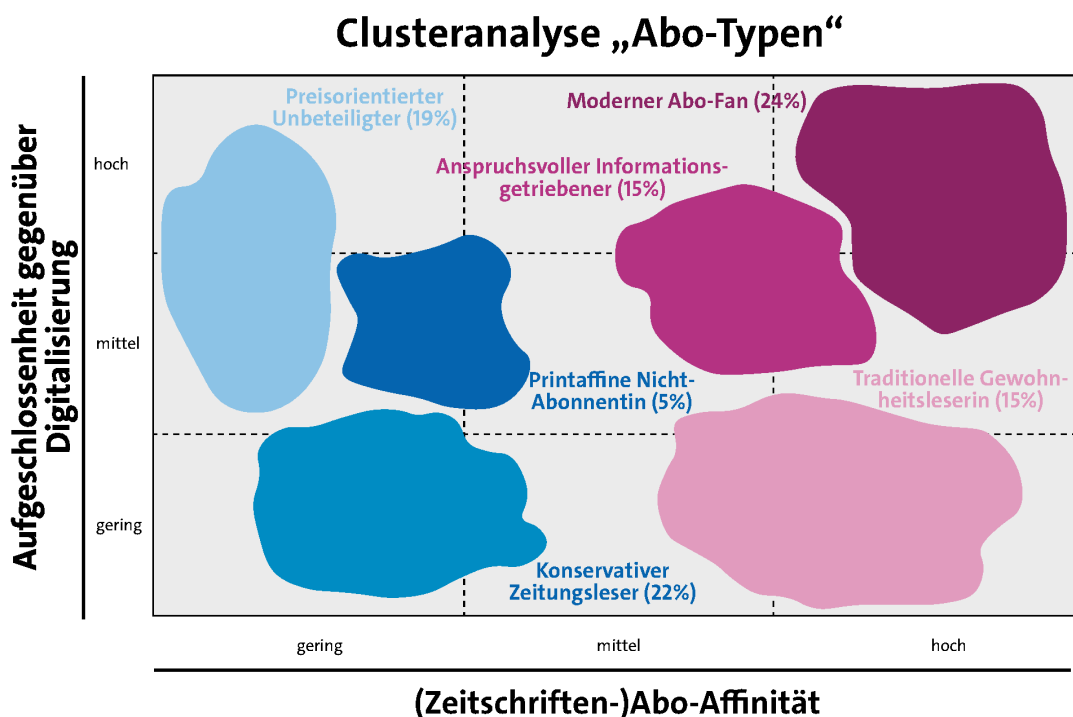 Clusteranalyse „Abo-Typen“
Aufgeschlossenheit gegenüber
Digitalisierung
hoch
mittel
gering
Preisorientierter
Unbeteiligter (19%)
Moderner Abo-Fan (24%)
Anspruchsvoller Informations-
getriebener (15%)
Printaffine Nicht-
Abonnentin (5%)
Traditionelle Gewohn-
heitsleserin (15%)
Konservativer
Zeitungsleser (22%)
gering
mittel
hoch
(Zeitschriften-)Abo-Affinität